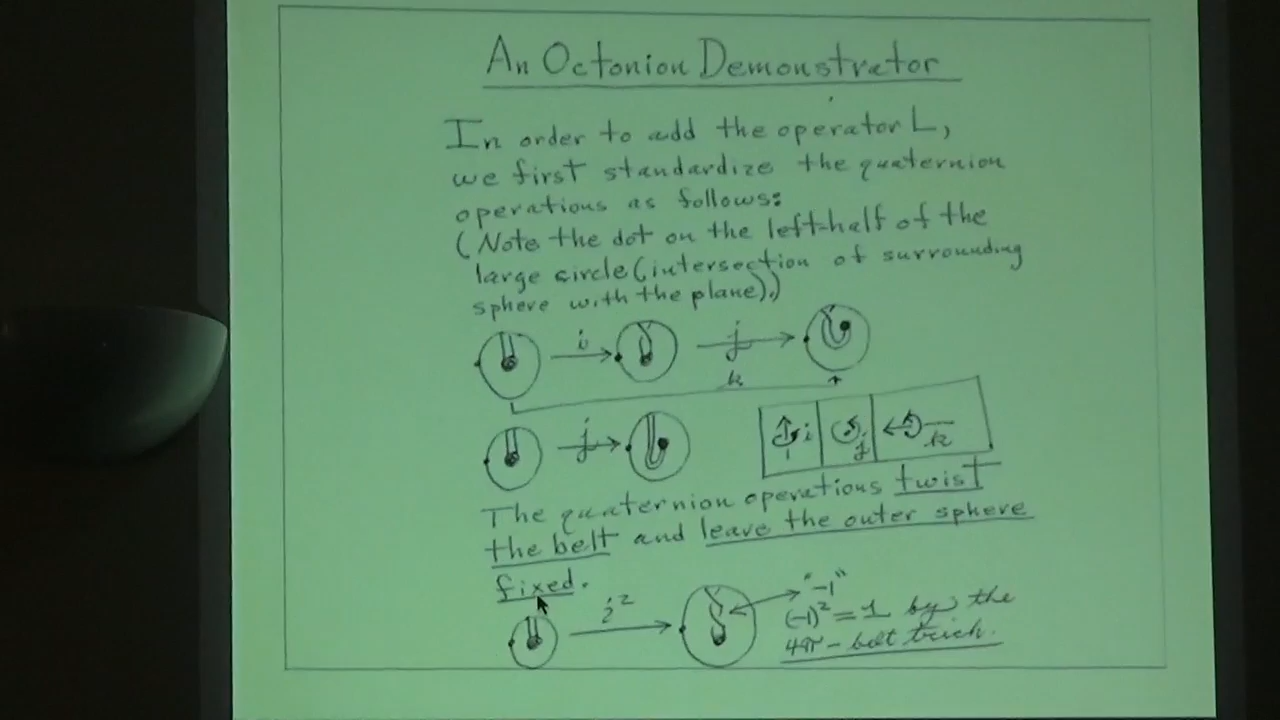 An Octonion Demonstrator
In order to add the operator L,
we first standardize the quaternion
operations as follows:
(Note the dot on the left-half of the
large circle (intersection of surrounding
sphere with the plane).)
i j
k
j i j k
The quaternion operations twist
the belt and leave the outer sphere
fixed.
i² "-1"
(-1)² = 1 by the
4π-belt trick.